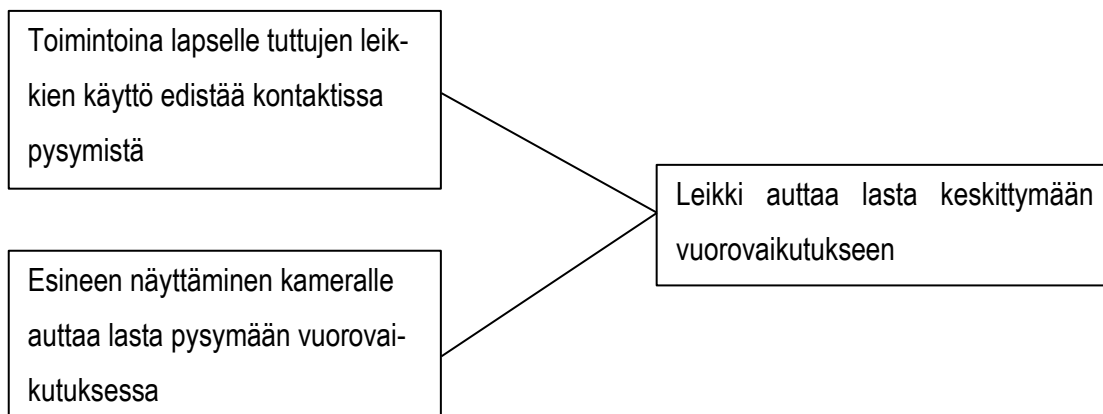 Toimintoina lapselle tuttujen leik-
kien käyttö edistää kontaktissa
pysymistä
Esineen näyttäminen kameralle
auttaa lasta pysymään vuorovai-
kutuksessa
Leikki auttaa lasta keskittymään
vuorovaikutukseen